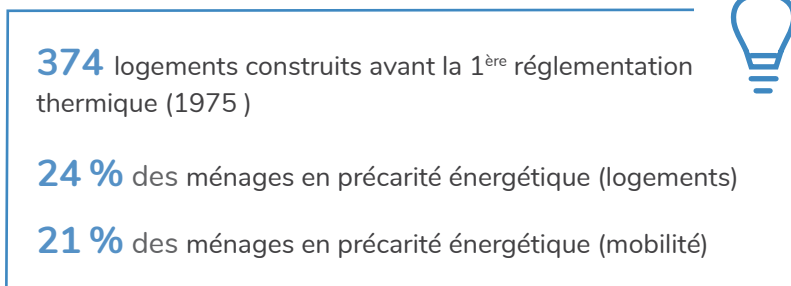 374 logements construits avant la 1ère réglementation
thermique (1975 )
24 % des ménages en précarité énergétique (logements)
21 % des ménages en précarité énergétique (mobilité)